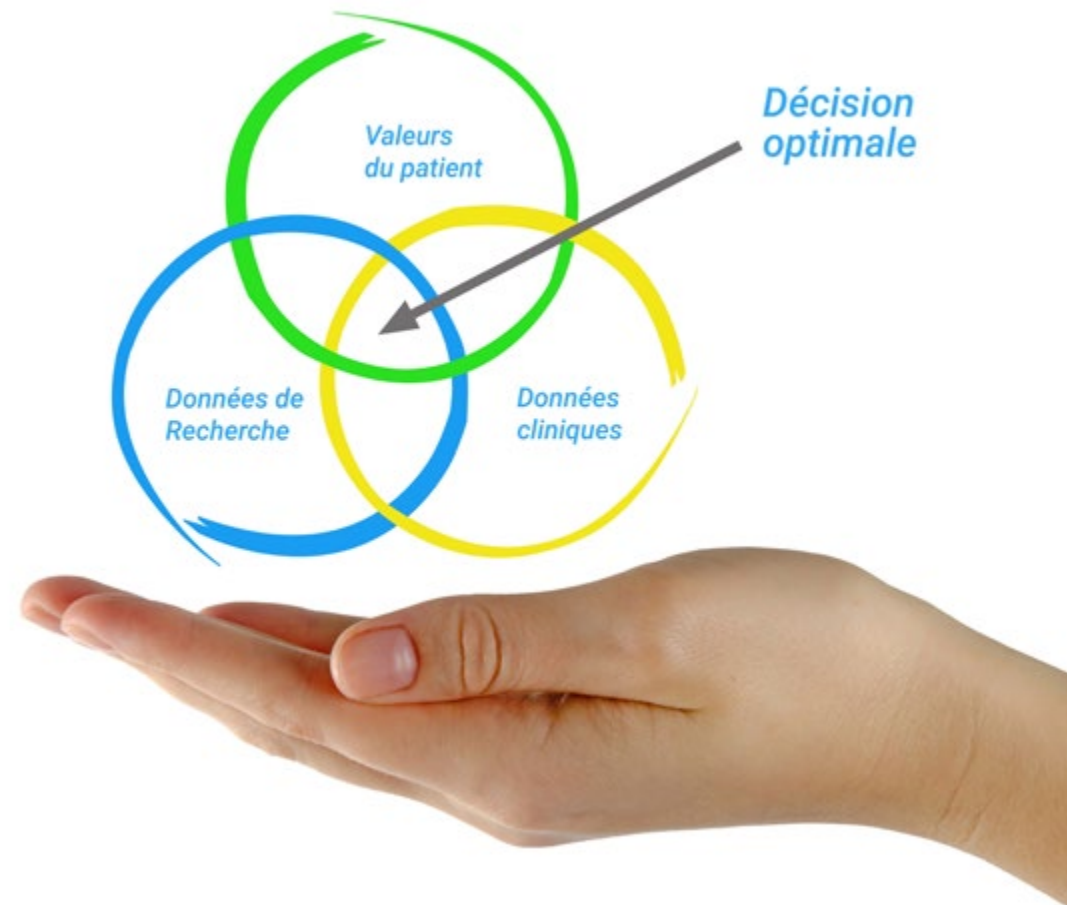 Valeurs
du patient
Décision
optimale
Données de
Recherche
Données
cliniques